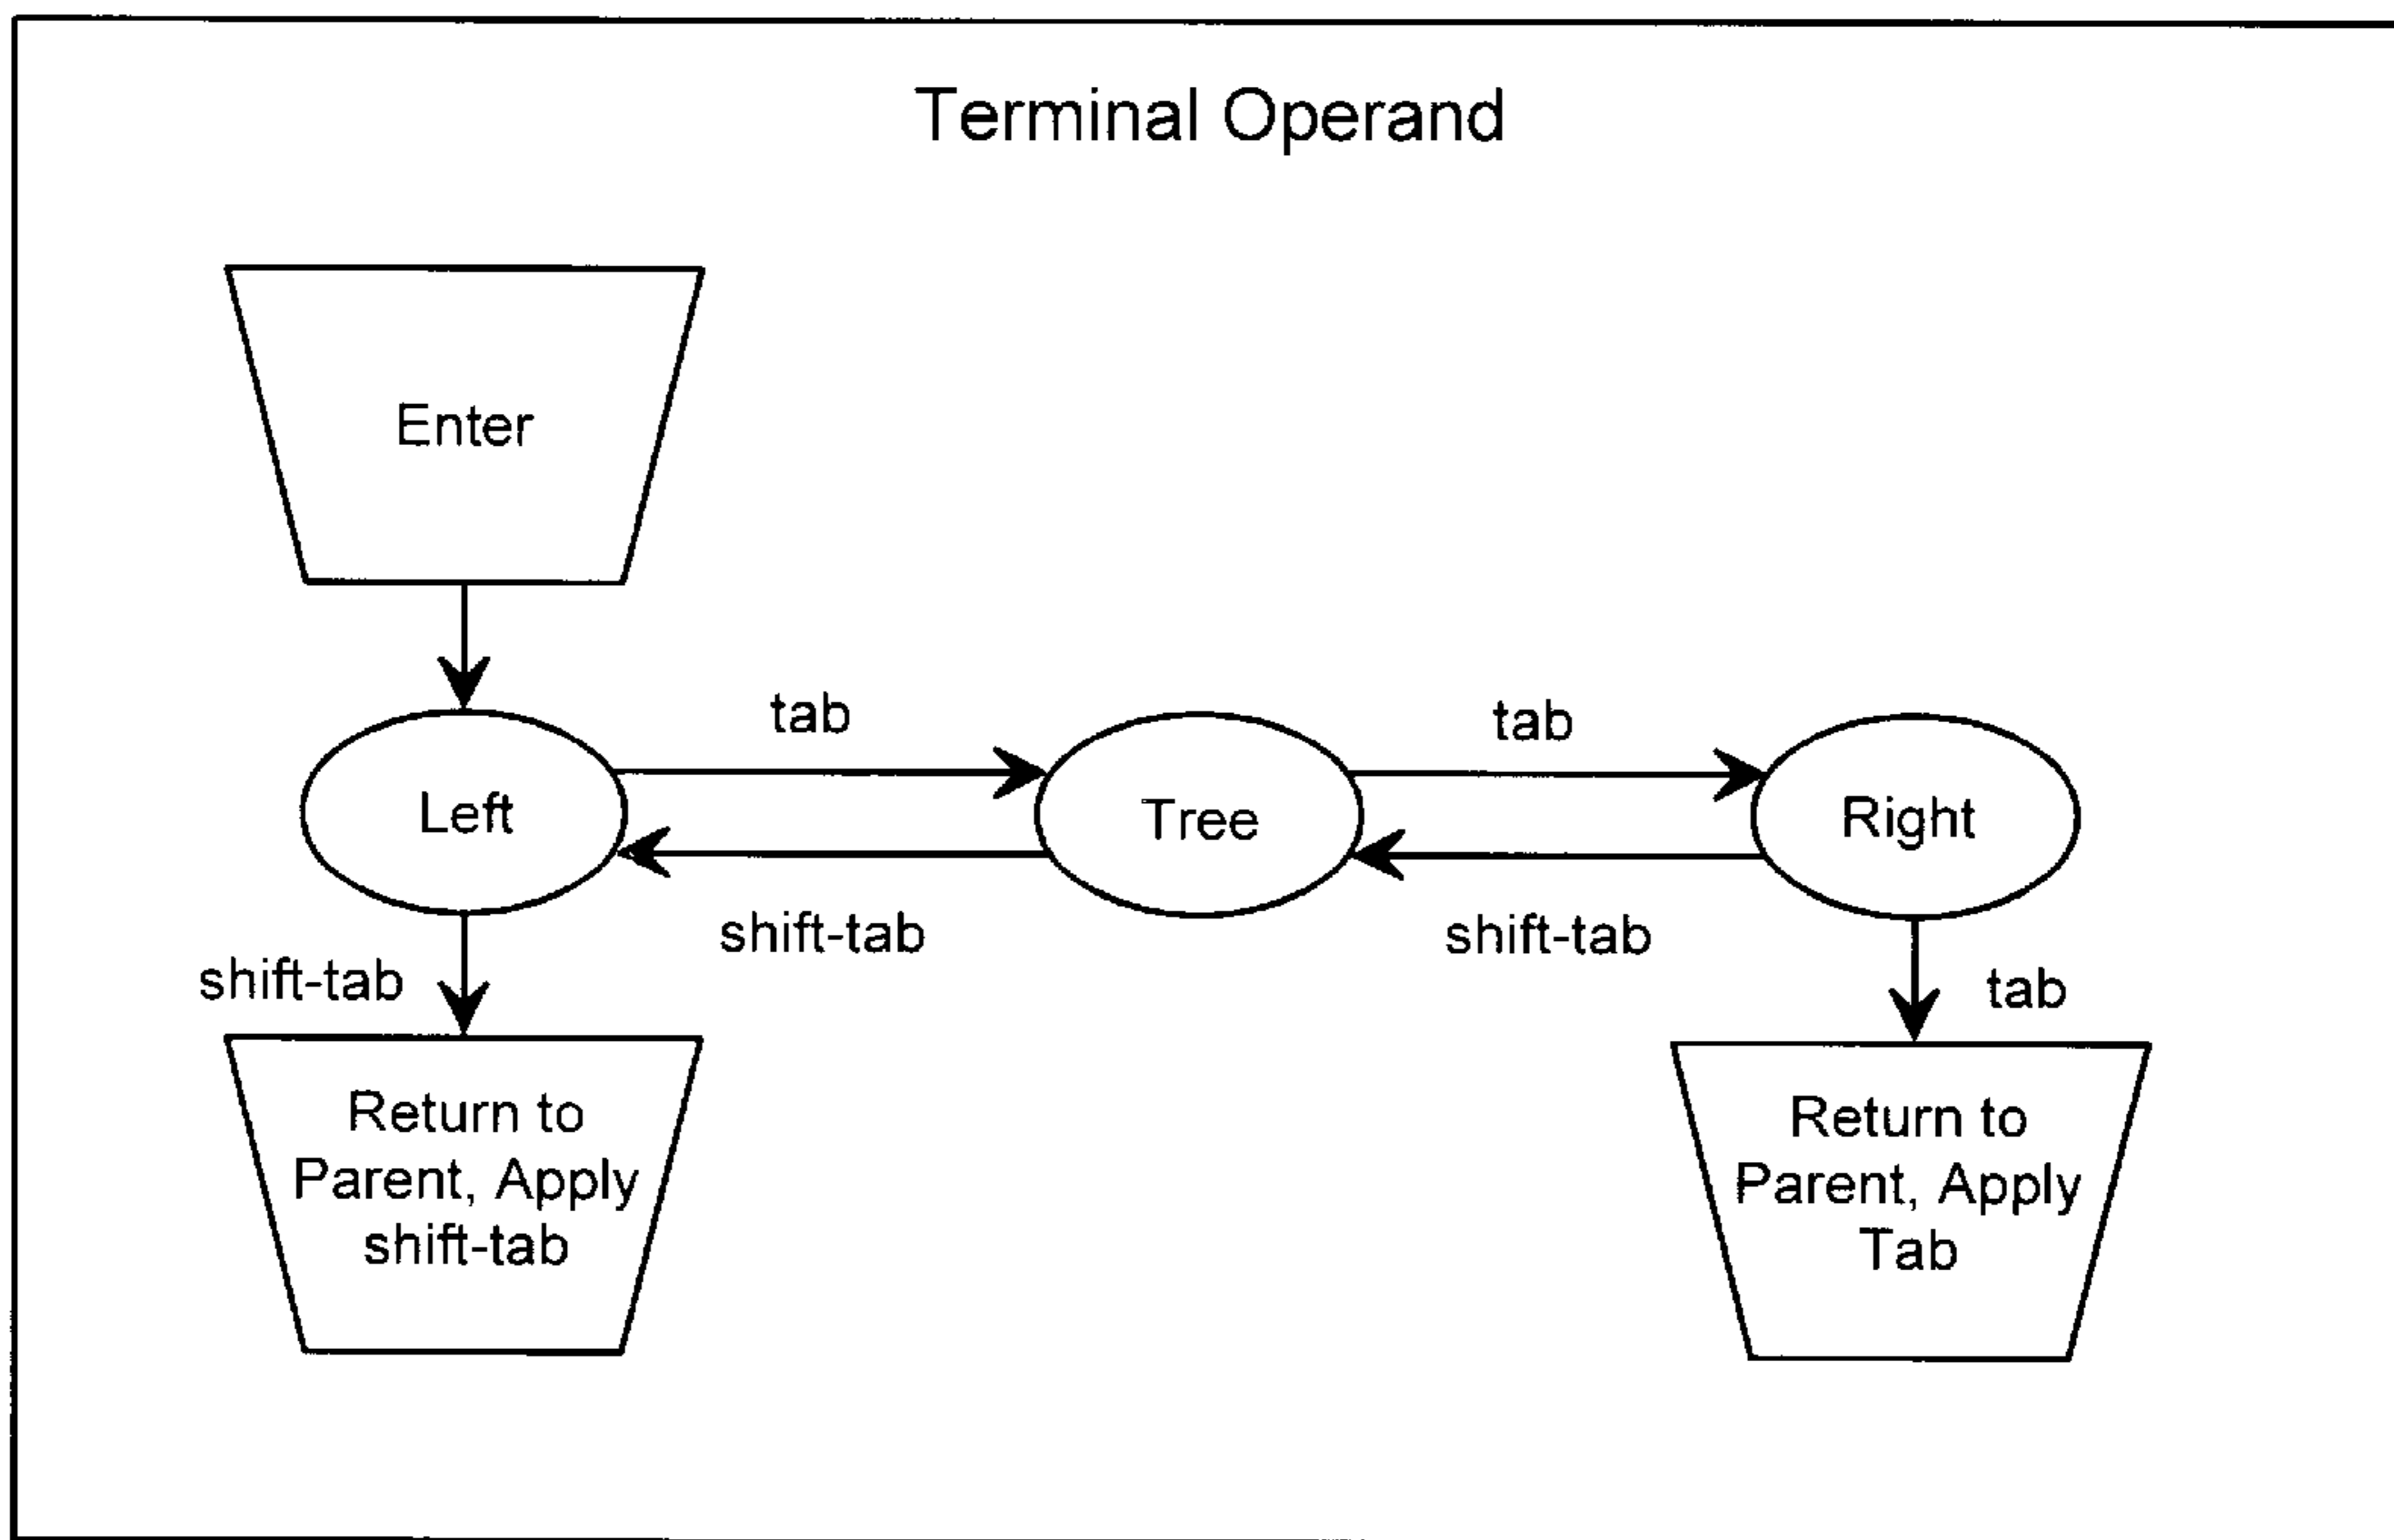 Terminal Operand
Enter
tab
tab
Left
Tree
Right
shift-tab
shift-tab
shift-tab
tab
Return to
Parent, Apply
shift-tab
Return to
Parent, Apply
Tab